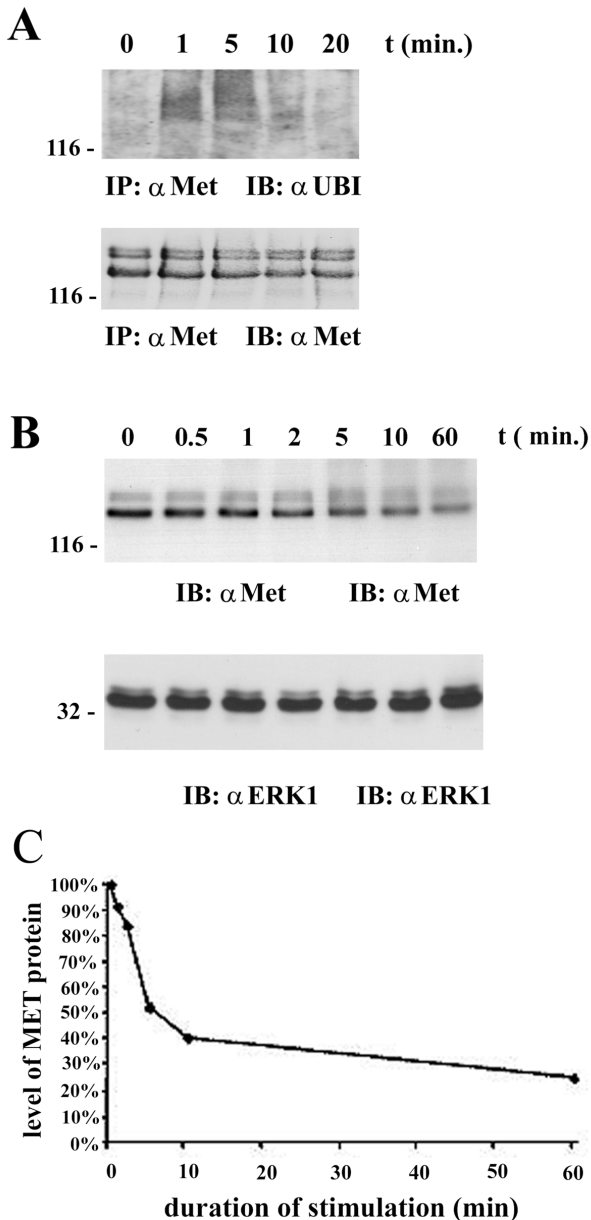 A
0 1 5 10 20 t (min.)
116 -
IP: α Met IB: α UBI
116 -
IP: α Met IB: α Met
B
0 0.5 1 2 5 10 60 t ( min.)
116 -
IB: α Met IB: α Met
32 -
IB: α ERK1 IB: α ERK1
C
level of MET protein
100%
90%
80%
70%
60%
50%
40%
30%
20%
10%
0%
0 10 20 30 40 50 60
duration of stimulation (min)